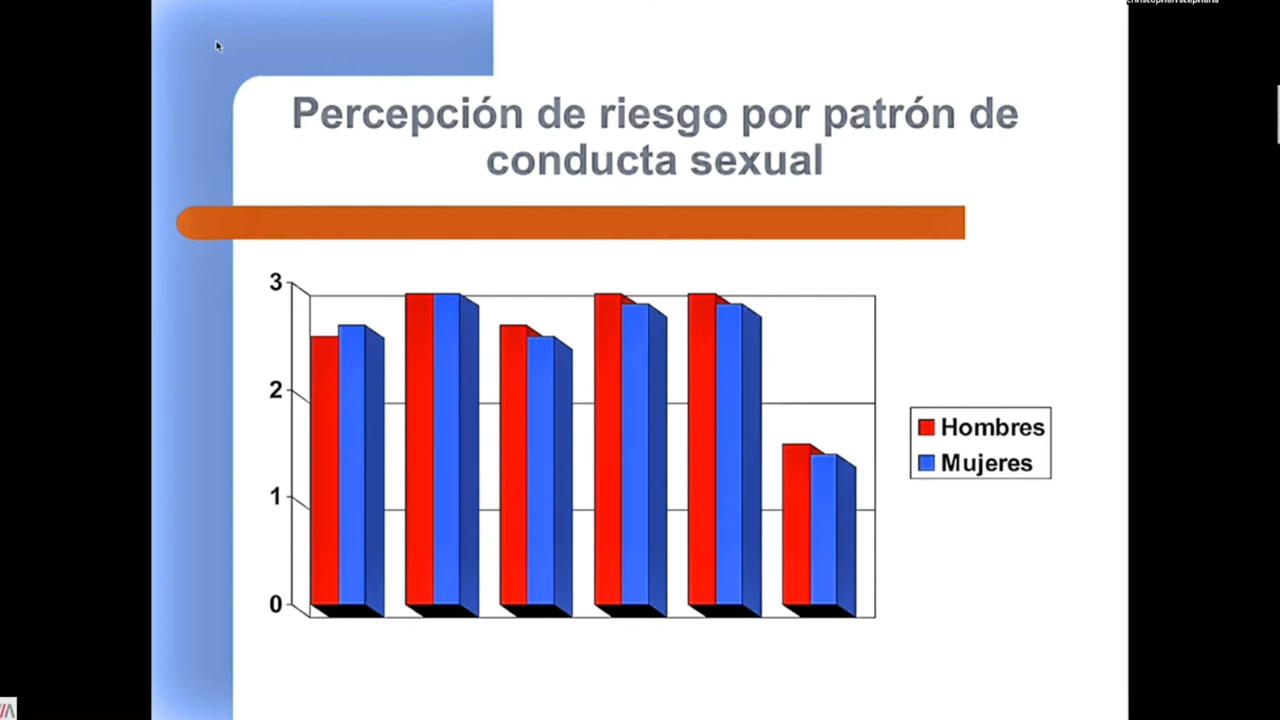 Percepción de riesgo por patrón de
conducta sexual
3
2
1
0
Hombres
Mujeres